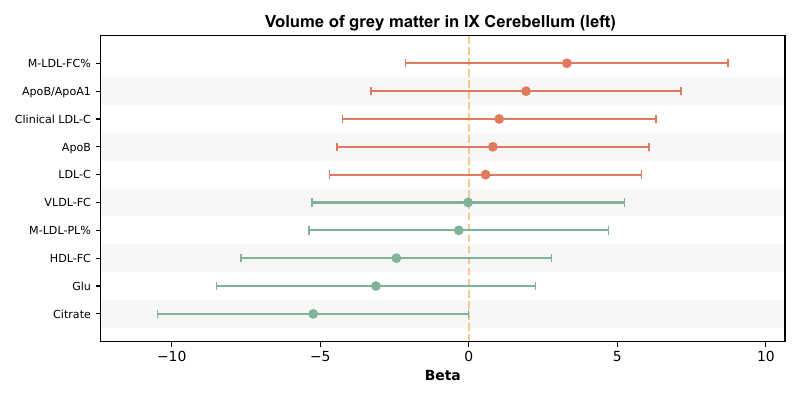 Volume of grey matter in IX Cerebellum (left)
M-LDL-FC%
ApoB/ApoA1
Clinical LDL-C
ApoB
LDL-C
VLDL-FC
M-LDL-PL%
HDL-FC
Glu
Citrate
−10 −5 0 5 10
Beta